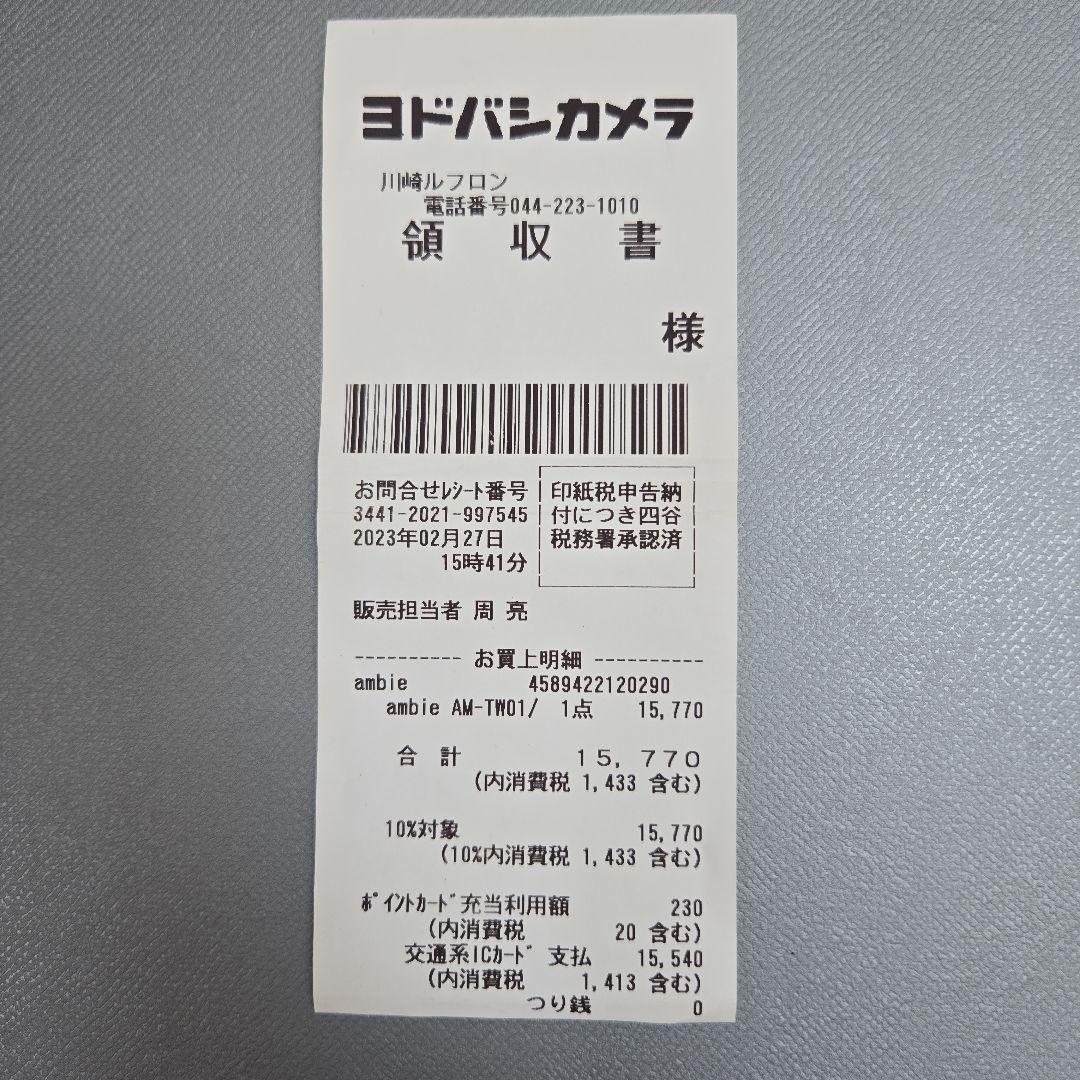 ヨドバシカメラ
川崎ルフロン
電話番号044-223-1010
領 収 書
様
お問合せﾚｼｰﾄ番号
3441-2021-997545
2023年02月27日
15時41分
印紙税申告納
付につき四谷
税務署承認済
販売担当者 周 亮
---------- お買上明細 ----------
ambie 4589422120290
ambie AM-TW01/ 1点 15,770
合 計 １５，７７０
(内消費税 1,433 含む)
10%対象 15,770
(10%内消費税 1,433 含む)
ﾎﾟｲﾝﾄｶｰﾄﾞ充当利用額 230
(内消費税 20 含む)
交通系ICｶｰﾄﾞ 支払 15,540
(内消費税 1,413 含む)
つり銭 0